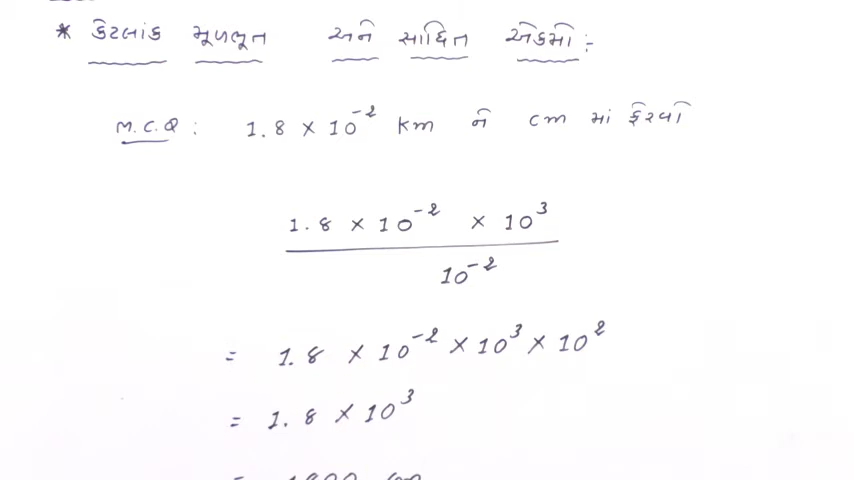 * કેટલાંક મૂળભૂત અને સાધિત એકમો :-
M.C.Q : 1.8 × 10⁻² km ને cm માં ફેરવો
1.8 × 10⁻² × 10³
10⁻²
= 1.8 × 10⁻² × 10³ × 10²
= 1.8 × 10³